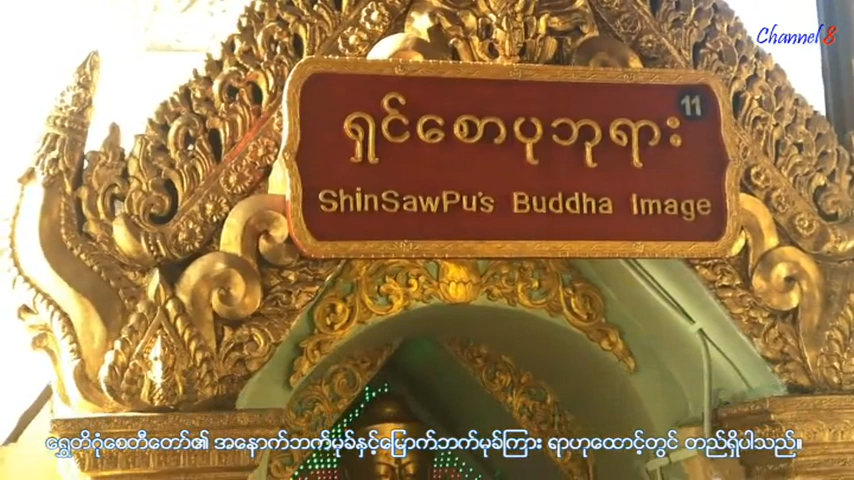 Channel 8
11
ရှင်စောပုဘုရား
ShinSawPu's Buddha Image
ရွှေတိဂုံစေတီတော်၏ အနောက်ဘက်မုခ်နှင့်မြောက်ဘက်မုခ်ကြား ရာဟုထောင့်တွင် တည်ရှိပါသည်။